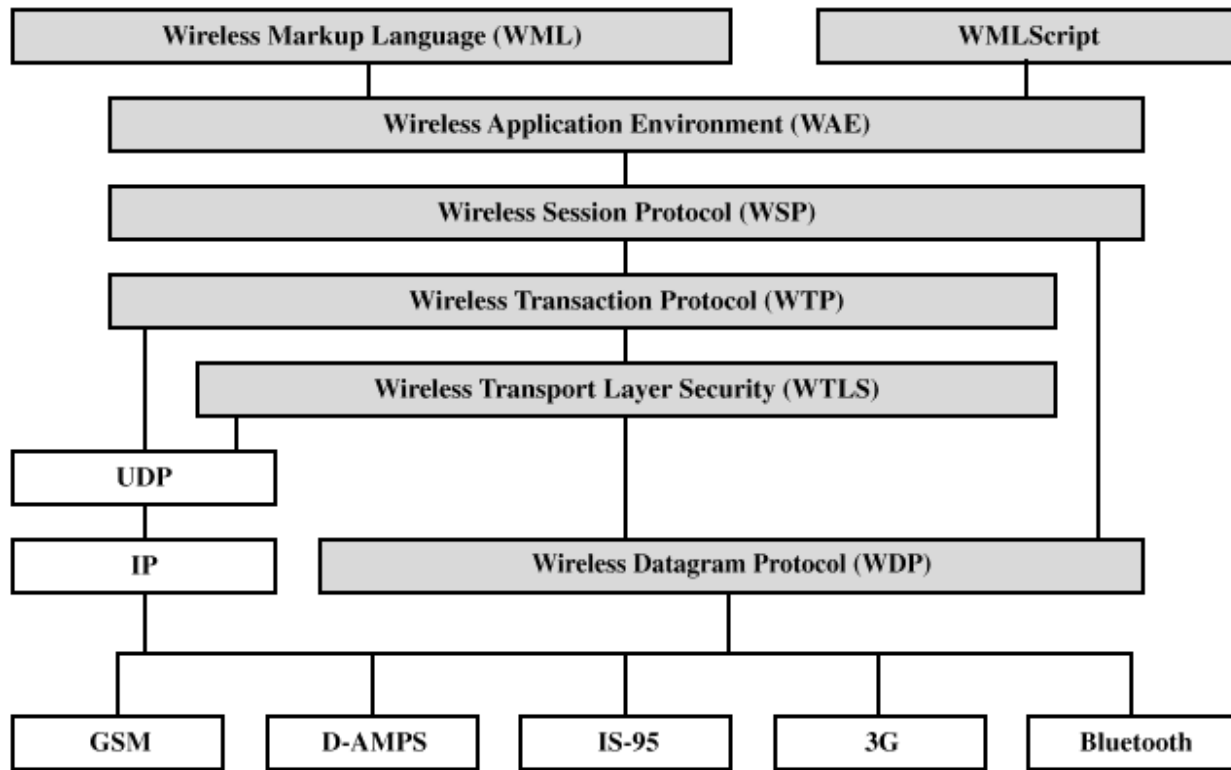 Wireless Markup Language (WML)
WMLScript
Wireless Application Environment (WAE)
Wireless Session Protocol (WSP)
Wireless Transaction Protocol (WTP)
Wireless Transport Layer Security (WTLS)
UDP
IP
Wireless Datagram Protocol (WDP)
GSM
D-AMPS
IS-95
3G
Bluetooth